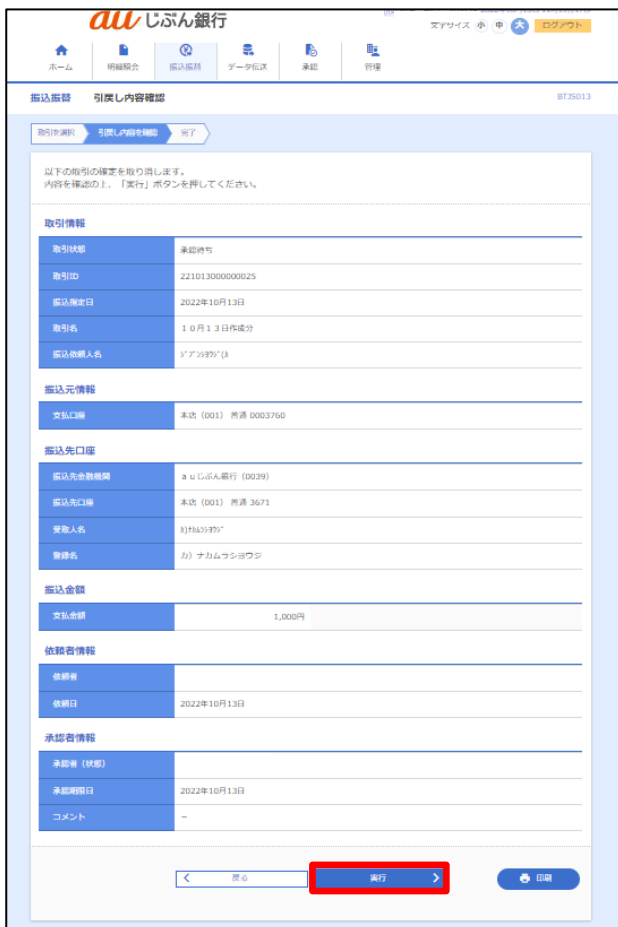 au じぶん銀行
文字サイズ 小 中 大 ログアウト
ホーム 明細照会 振込振替 データ伝送 承認 管理
振込振替 引戻し内容確認 BTJS013
取引を選択 引戻し内容を確認 完了
以下の取引の確定を取り消します。
内容を確認の上、「実行」ボタンを押してください。
取引情報
取引状態 承認待ち
取引ID 221013000000025
振込指定日 2022年10月13日
取引名 10月13日作成分
振込依頼人名
振込元情報
支払口座 本店（001） 普通 0003760
振込先口座
振込先金融機関 auじぶん銀行（0039）
振込先口座 本店（001） 普通 3671
受取人名
登録名 カ）ナカムラシヨウジ
振込金額
支払金額 1,000円
依頼者情報
依頼者
依頼日 2022年10月13日
承認者情報
承認者（状態）
承認期限日 2022年10月13日
コメント －
戻る 実行 印刷